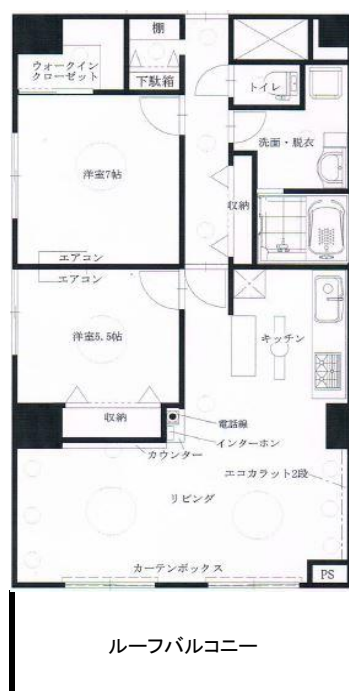 棚
ウォークイン
クローゼット
下駄箱
トイレ
洗面・脱衣
洋室7帖
収納
エアコン
エアコン
洋室5.5帖
キッチン
収納
電話線
インターホン
カウンター
エコカラット2段
リビング
カーテンボックス
PS
ルーフバルコニー